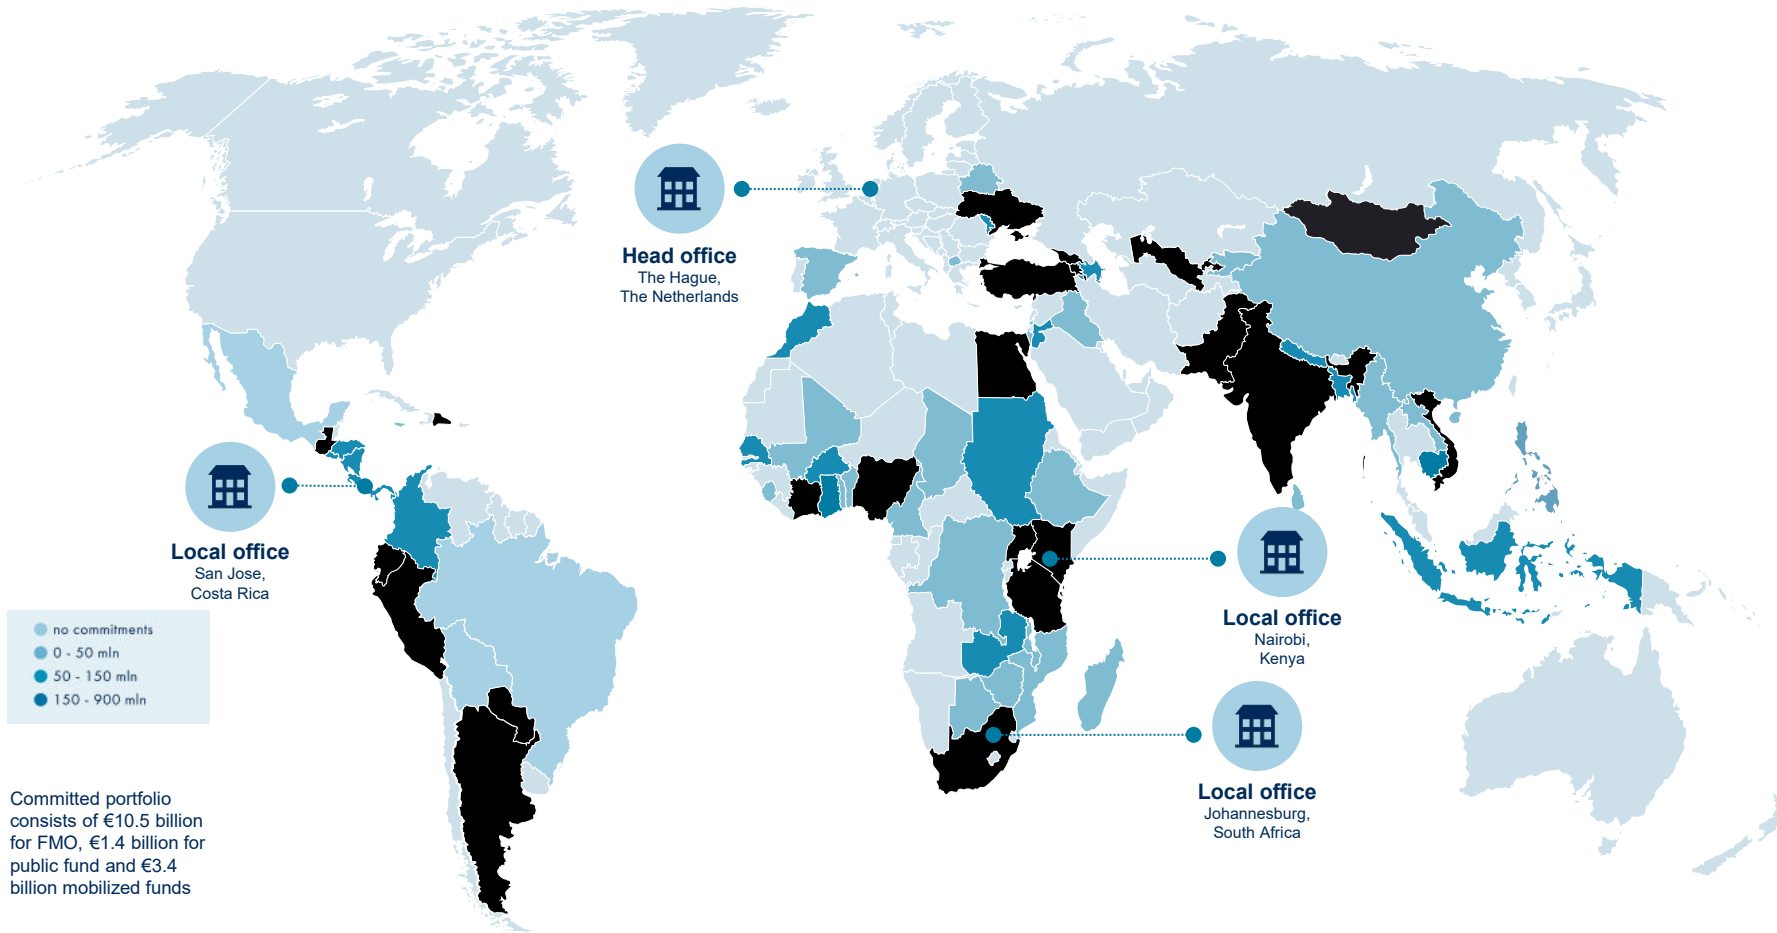 Head office
The Hague,
The Netherlands
Local office
San Jose,
Costa Rica
Local office
Nairobi,
Kenya
Local office
Johannesburg,
South Africa
no commitments
0 - 50 mln
50 - 150 mln
150 - 900 mln
Committed portfolio
consists of €10.5 billion
for FMO, €1.4 billion for
public fund and €3.4
billion mobilized funds